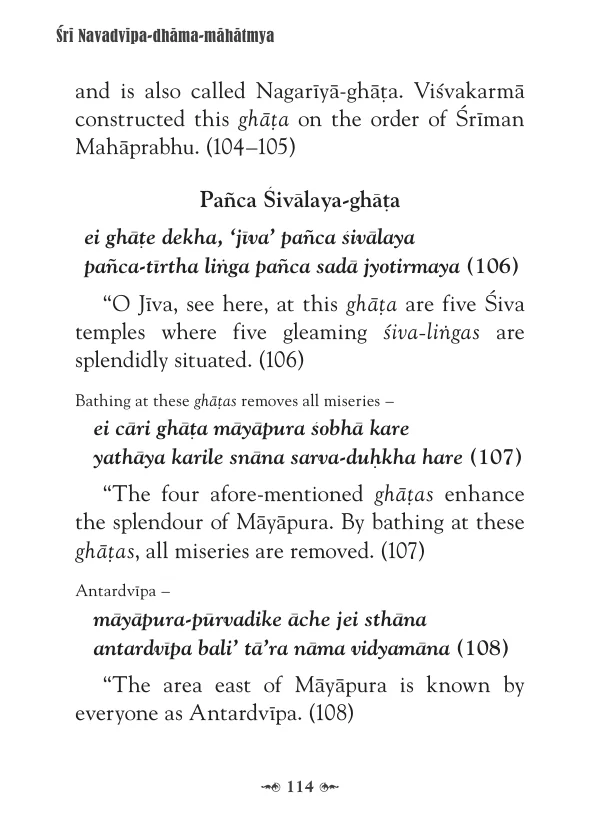 Śrī Navadvīpa-dhāma-māhātmya
and is also called Nagarīyā-ghāṭa. Viśvakarmā
constructed this ghāṭa on the order of Śrīman
Mahāprabhu. (104–105)
Pañca Śivālaya-ghāṭa
ei ghāṭe dekha, ‘jīva’ pañca śivālaya
pañca-tīrtha liṅga pañca sadā jyotirmaya (106)
“O Jīva, see here, at this ghāṭa are five Śiva
temples where five gleaming śiva-liṅgas are
splendidly situated. (106)
Bathing at these ghāṭas removes all miseries –
ei cāri ghāṭa māyāpura śobhā kare
yathāya karile snāna sarva-duḥkha hare (107)
“The four afore-mentioned ghāṭas enhance
the splendour of Māyāpura. By bathing at these
ghāṭas, all miseries are removed. (107)
Antardvīpa –
māyāpura-pūrvadike āche jei sthāna
antardvīpa bali’ tā’ra nāma vidyamāna (108)
“The area east of Māyāpura is known by
everyone as Antardvīpa. (108)
114